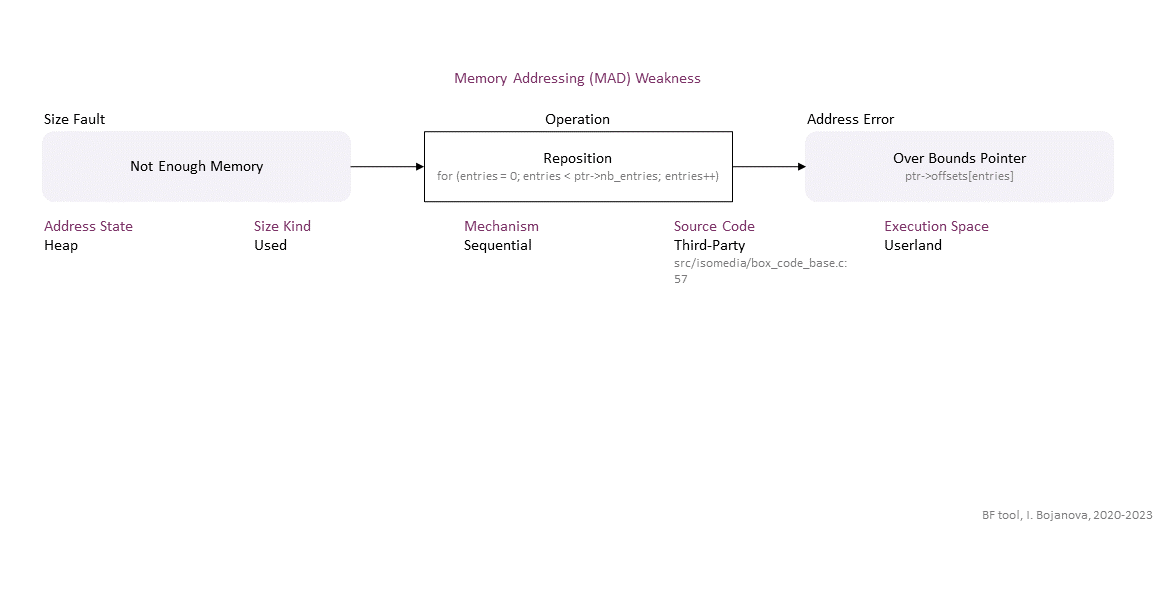 Memory Addressing (MAD) Weakness
Size Fault
Operation
Address Error
Not Enough Memory
Reposition
for (entries = 0; entries < ptr->nb_entries; entries++)
Over Bounds Pointer
ptr->offsets[entries]
Address State
Heap
Size Kind
Used
Mechanism
Sequential
Source Code
Third-Party
src/isomedia/box_code_base.c:
57
Execution Space
Userland
BF tool, I. Bojanova, 2020-2023